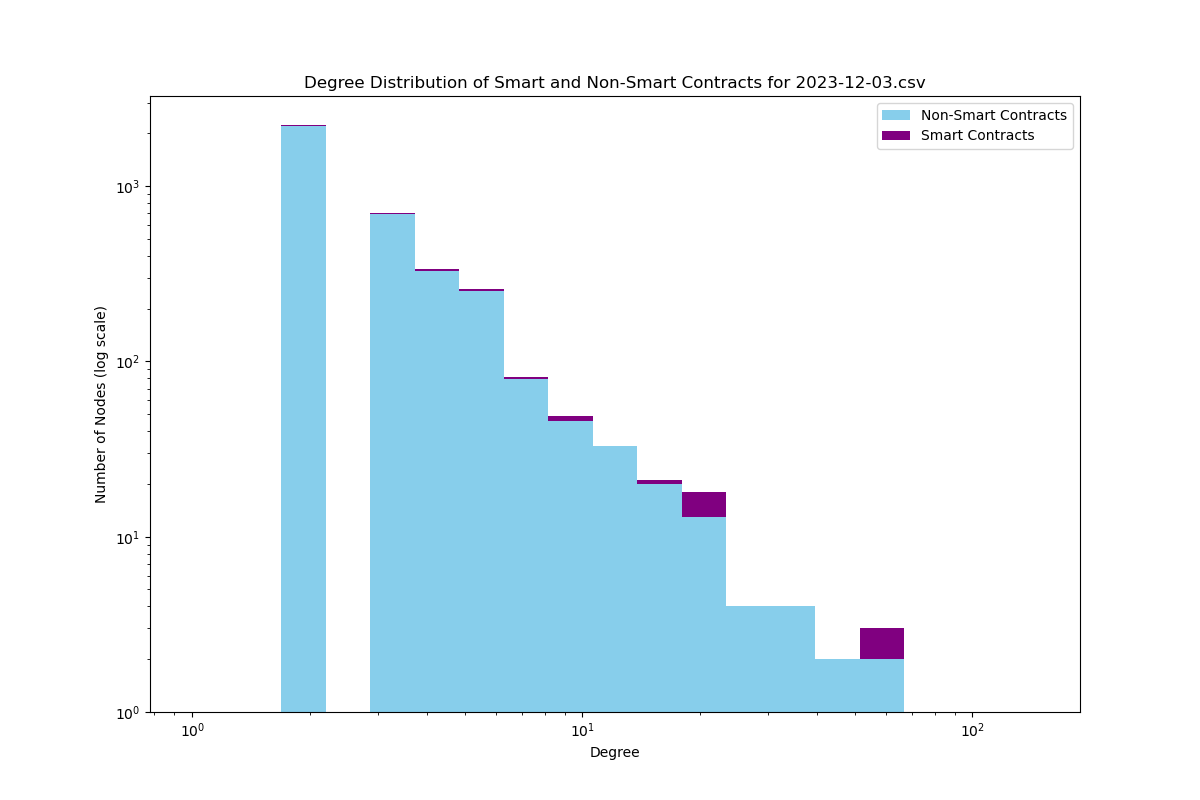 Degree Distribution of Smart and Non-Smart Contracts for 2023-12-03.csv
Non-Smart Contracts
Smart Contracts
Number of Nodes (log scale)
10³
10²
10¹
10⁰
10⁰ 10¹ 10²
Degree